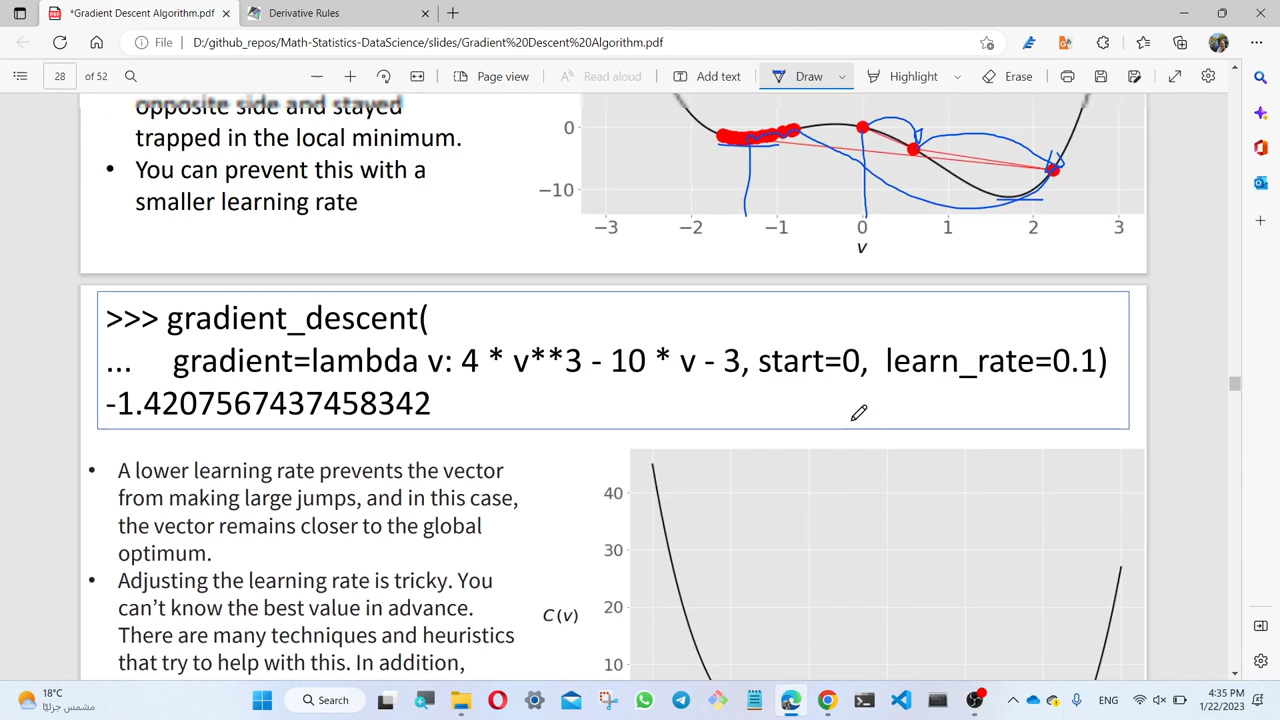 *Gradient Descent Algorithm.pdf
Derivative Rules
File
D:/github_repos/Math-Statistics-DataScience/slides/Gradient%20Descent%20Algorithm.pdf
28 of 52
Page view
Read aloud
Add text
Draw
Highlight
Erase
opposite side and stayed
trapped in the local minimum.
• You can prevent this with a
smaller learning rate
0
−10
−3 −2 −1 0 1 2 3
v
>>> gradient_descent(
... gradient=lambda v: 4 * v**3 - 10 * v - 3, start=0, learn_rate=0.1)
-1.4207567437458342
• A lower learning rate prevents the vector
from making large jumps, and in this case,
the vector remains closer to the global
optimum.
• Adjusting the learning rate is tricky. You
can’t know the best value in advance.
There are many techniques and heuristics
that try to help with this. In addition,
40
30
20
10
C(v)
18°C
مشمس جزئيًا
Search
ENG
4:35 PM
1/22/2023